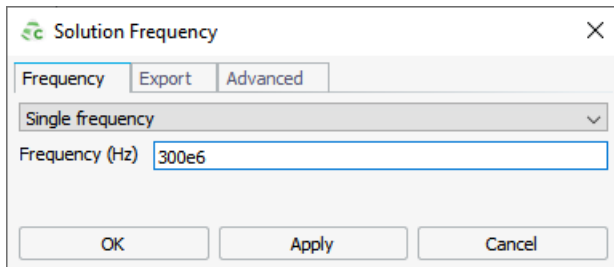 Solution Frequency
Frequency Export Advanced
Single frequency
Frequency (Hz) 300e6
OK Apply Cancel